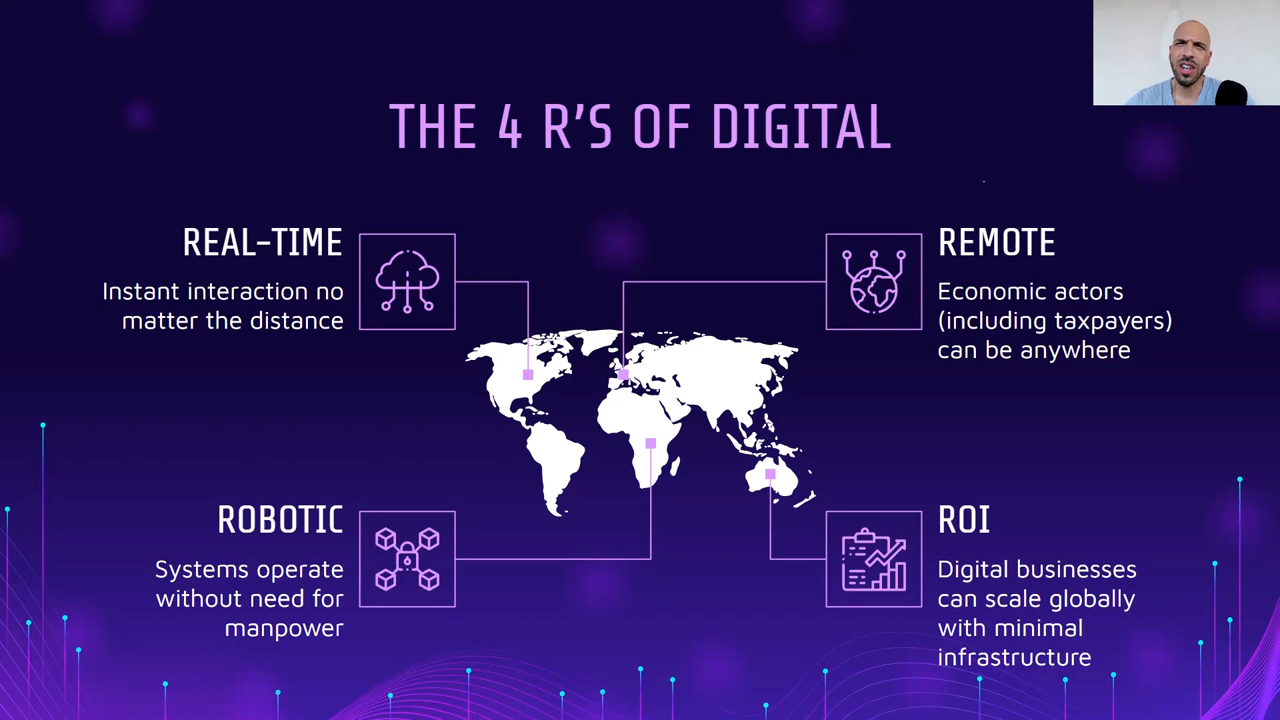 THE 4 R'S OF DIGITAL
REAL-TIME
Instant interaction no
matter the distance
REMOTE
Economic actors
(including taxpayers)
can be anywhere
ROBOTIC
Systems operate
without need for
manpower
ROI
Digital businesses
can scale globally
with minimal
infrastructure